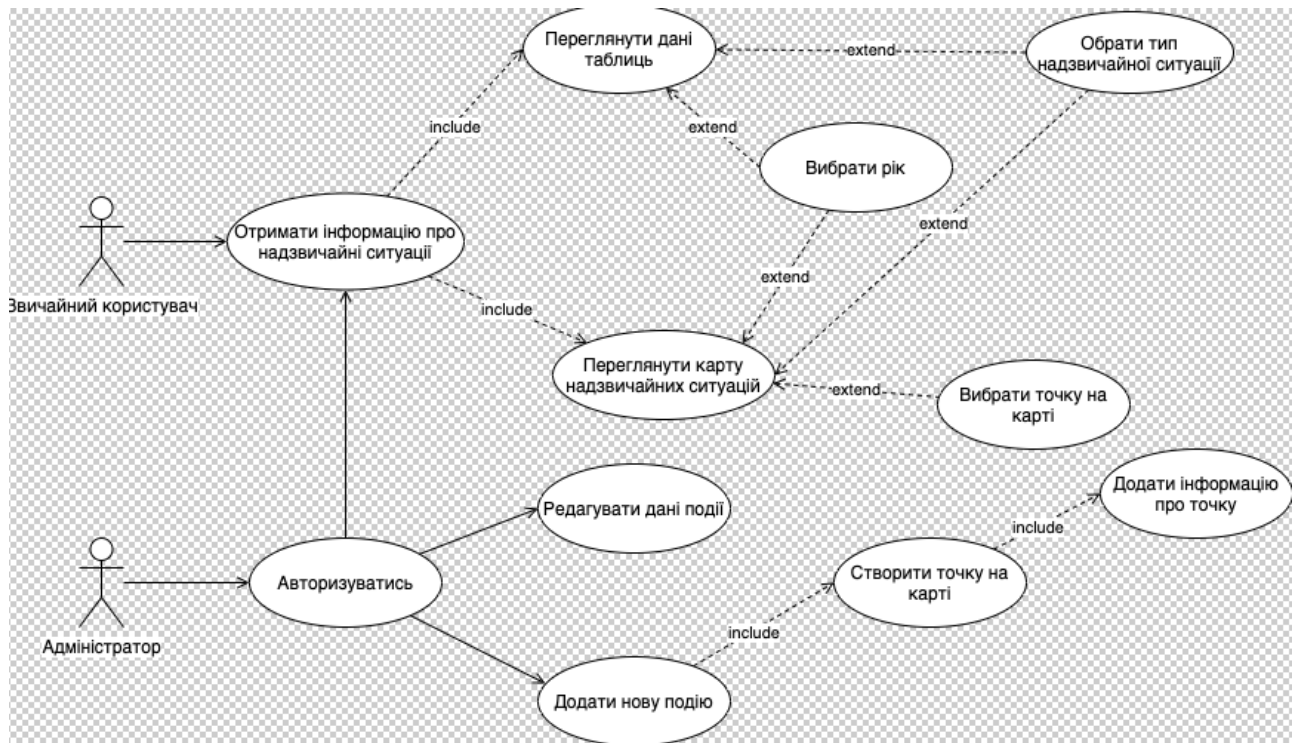 Переглянути дані
таблиць
extend
Обрати тип
надзвичайної ситуації
include
extend
Вибрати рік
Отримати інформацію про
надзвичайні ситуації
extend
Звичайний користувач
extend
include
Переглянути карту
надзвичайних ситуацій
extend
Вибрати точку на
карті
Редагувати дані події
Додати інформацію
про точку
include
Авторизуватись
Створити точку на
карті
Адміністратор
include
Додати нову подію